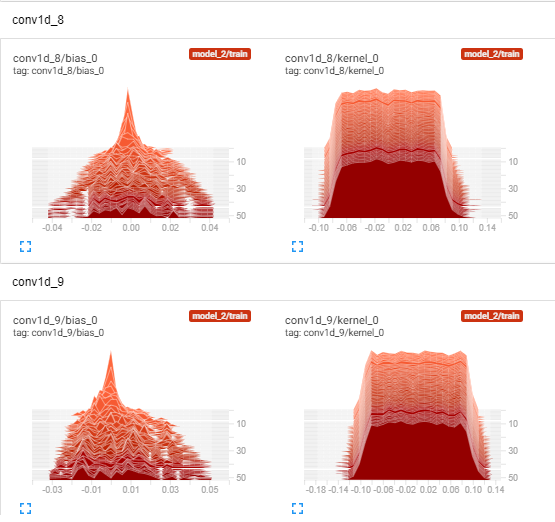 conv1d_8
conv1d_8/bias_0 model_2/train
tag: conv1d_8/bias_0
conv1d_8/kernel_0 model_2/train
tag: conv1d_8/kernel_0
10
30
50
-0.04 -0.02 0.00 0.02 0.04
10
30
50
-0.10 -0.06 -0.02 0.02 0.06 0.10 0.14
conv1d_9
conv1d_9/bias_0 model_2/train
tag: conv1d_9/bias_0
conv1d_9/kernel_0 model_2/train
tag: conv1d_9/kernel_0
10
30
50
-0.03 -0.01 0.01 0.03 0.05
10
30
50
-0.18 -0.14 -0.10 -0.06 -0.02 0.02 0.06 0.10 0.14